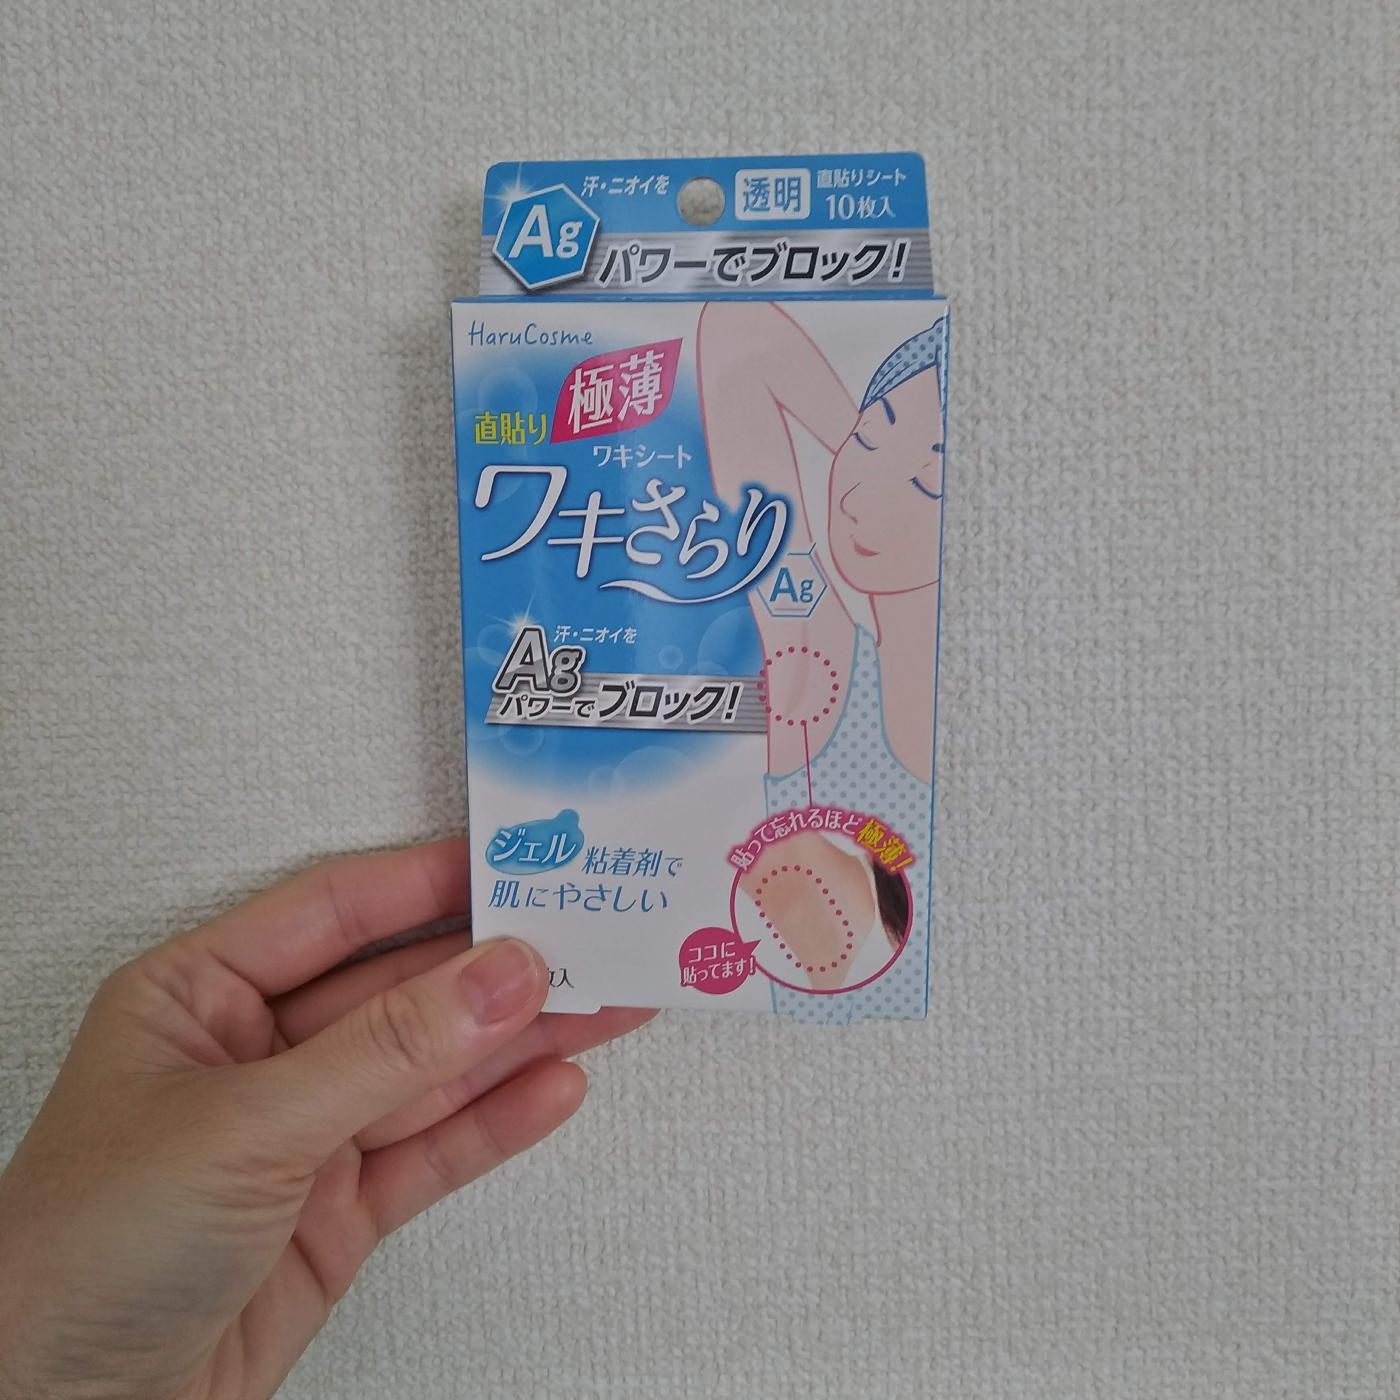 汗・ニオイを
Ag
パワーでブロック!
透明
直貼りシート
10枚入
HaruCosme
直貼り
極薄
ワキシート
ワキさらり
Ag
汗・ニオイを
Ag
パワーでブロック!
貼って忘れるほど極薄!
ココに
貼ってます!
ジェル粘着剤で
肌にやさしい
枚入